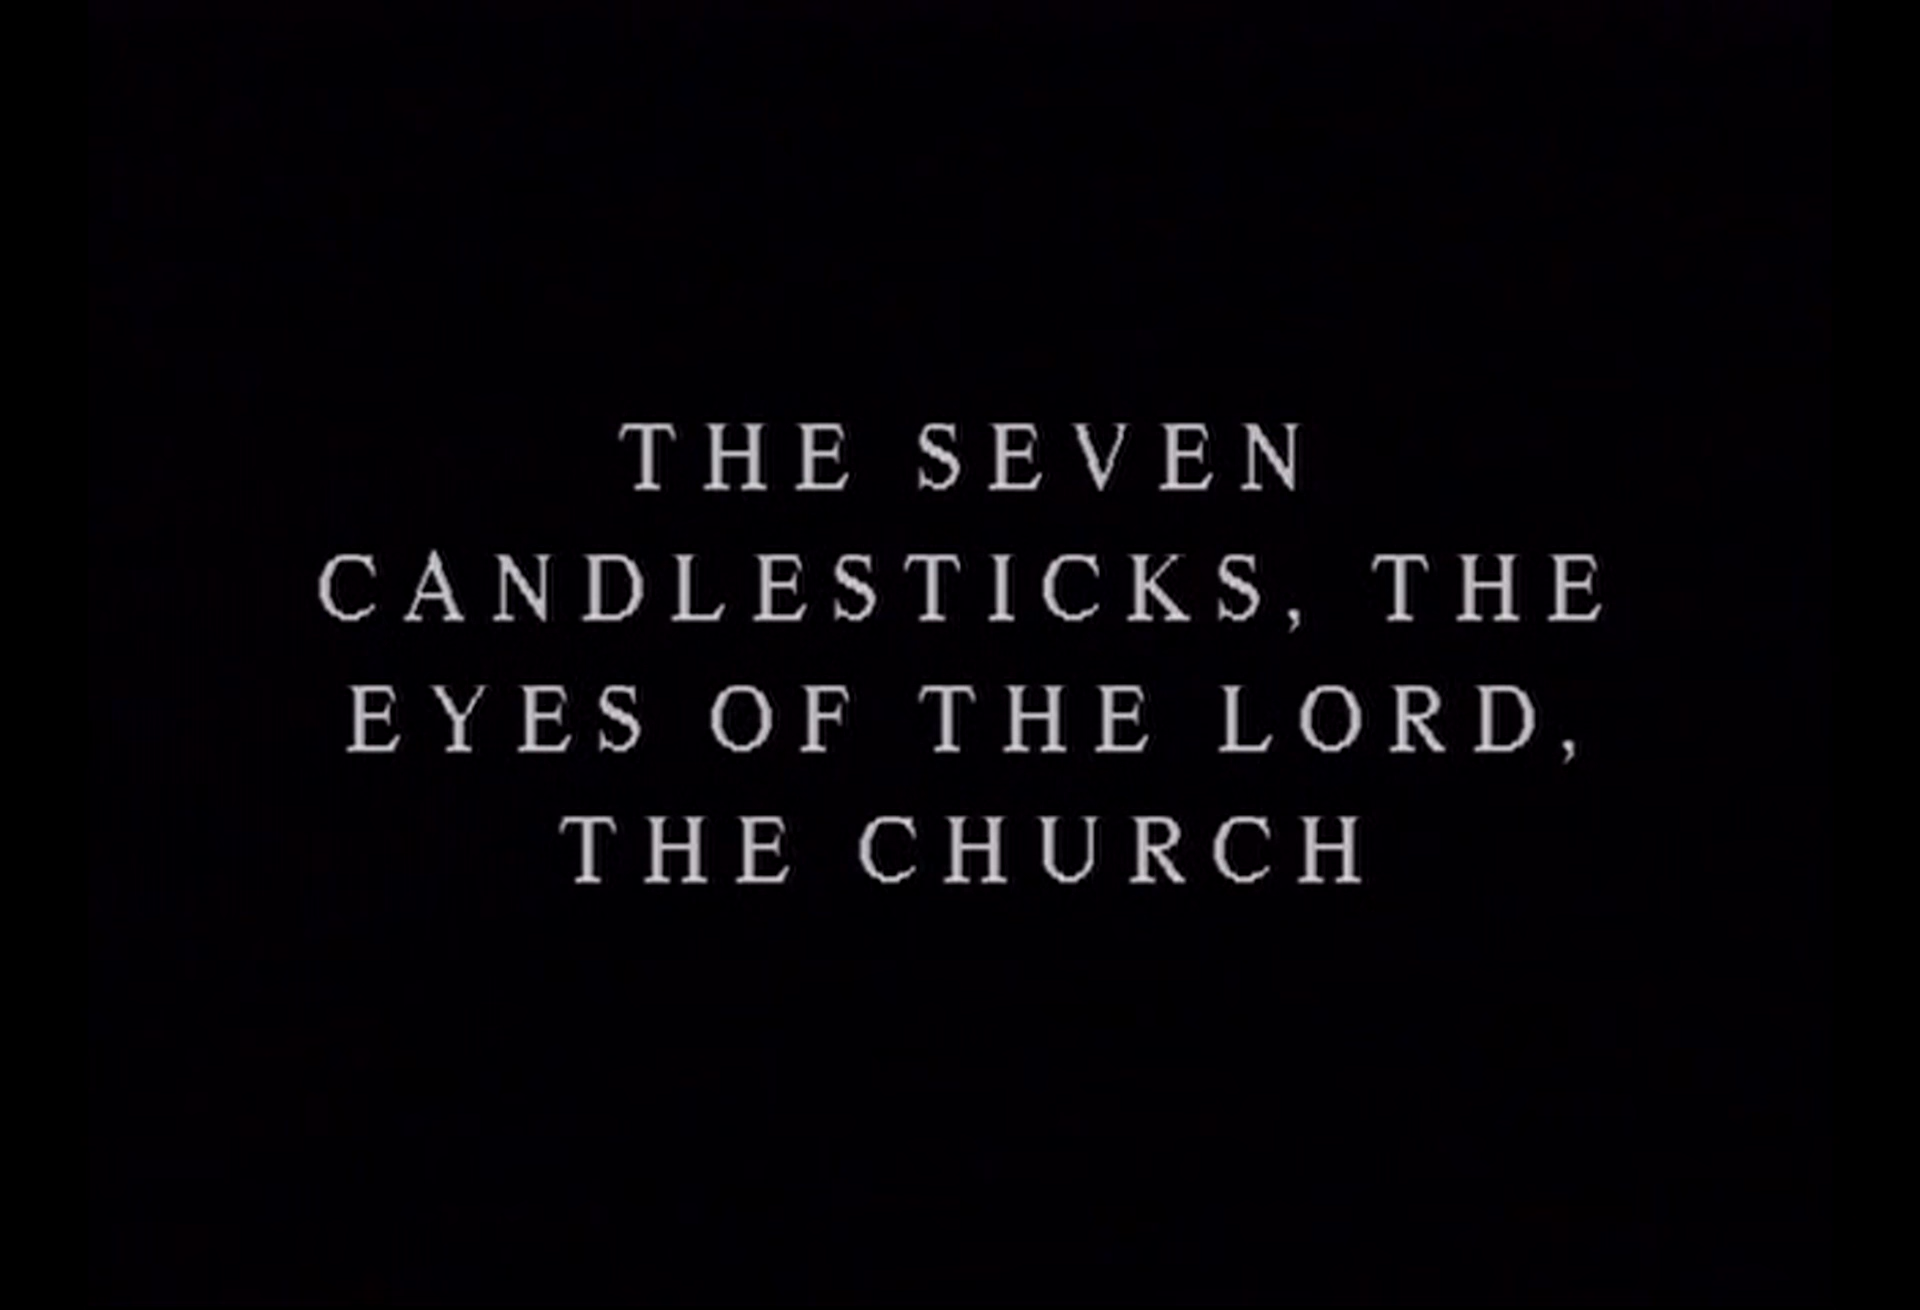 THE SEVEN
CANDLESTICKS, THE
EYES OF THE LORD,
THE CHURCH